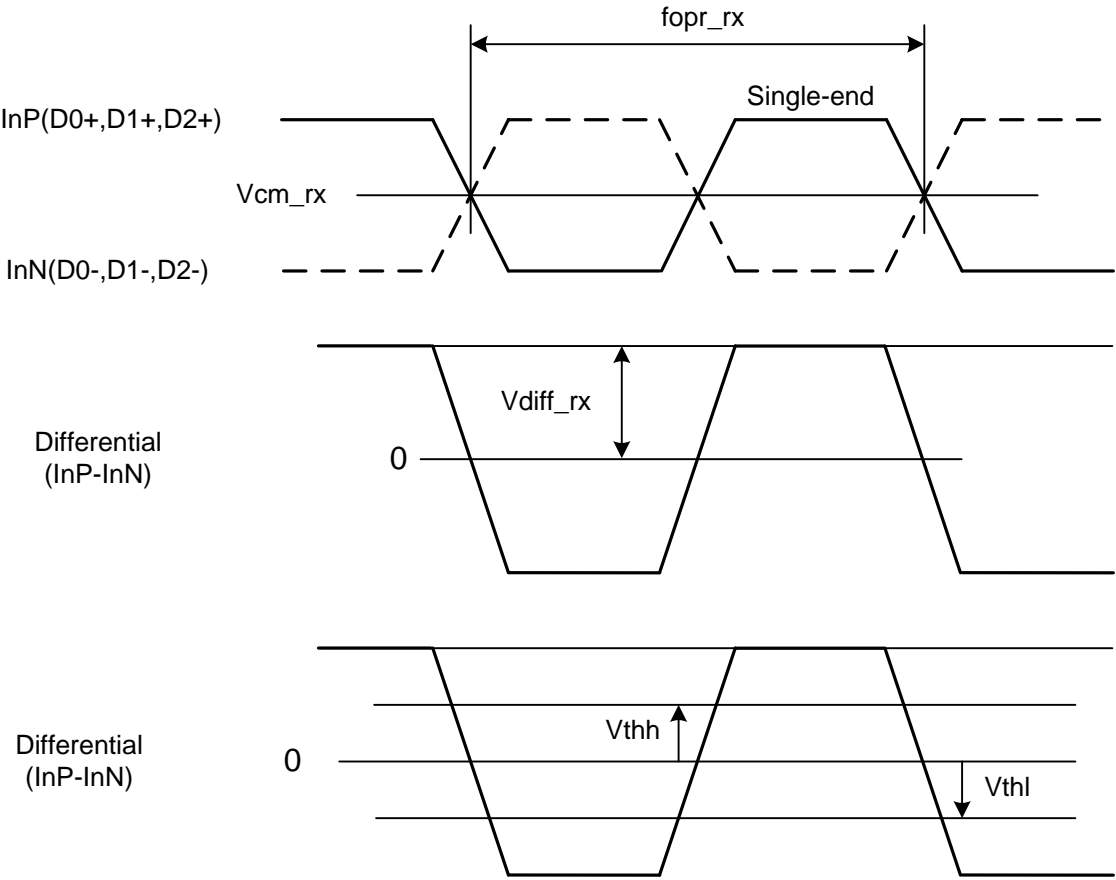 fopr_rx
Single-end
InP(D0+,D1+,D2+)
Vcm_rx
InN(D0-,D1-,D2-)
Vdiff_rx
Differential
(InP-InN)
0
Vthh
Differential
(InP-InN)
0
Vthl